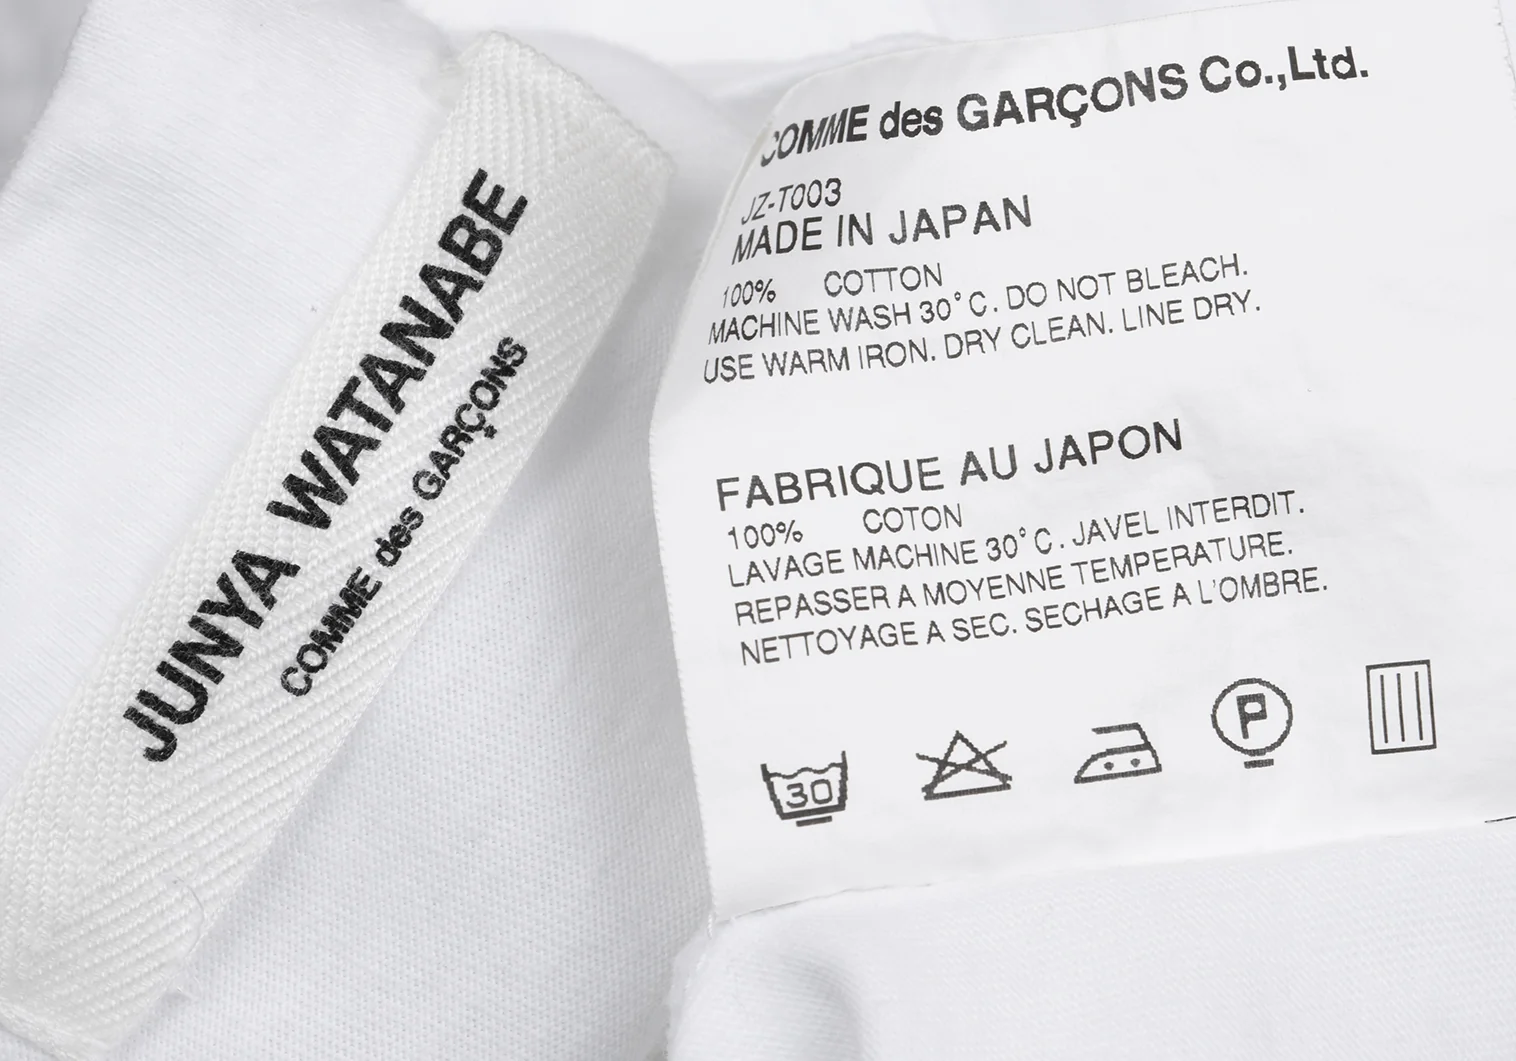 JUNYA WATANABE
COMME des GARÇONS
COMME des GARÇONS Co.,Ltd.
JZ-T003
MADE IN JAPAN
100% COTTON
MACHINE WASH 30°C. DO NOT BLEACH.
USE WARM IRON. DRY CLEAN. LINE DRY.
FABRIQUE AU JAPON
100% COTON
LAVAGE MACHINE 30°C. JAVEL INTERDIT.
REPASSER A MOYENNE TEMPERATURE.
NETTOYAGE A SEC. SECHAGE A L'OMBRE.
30 P